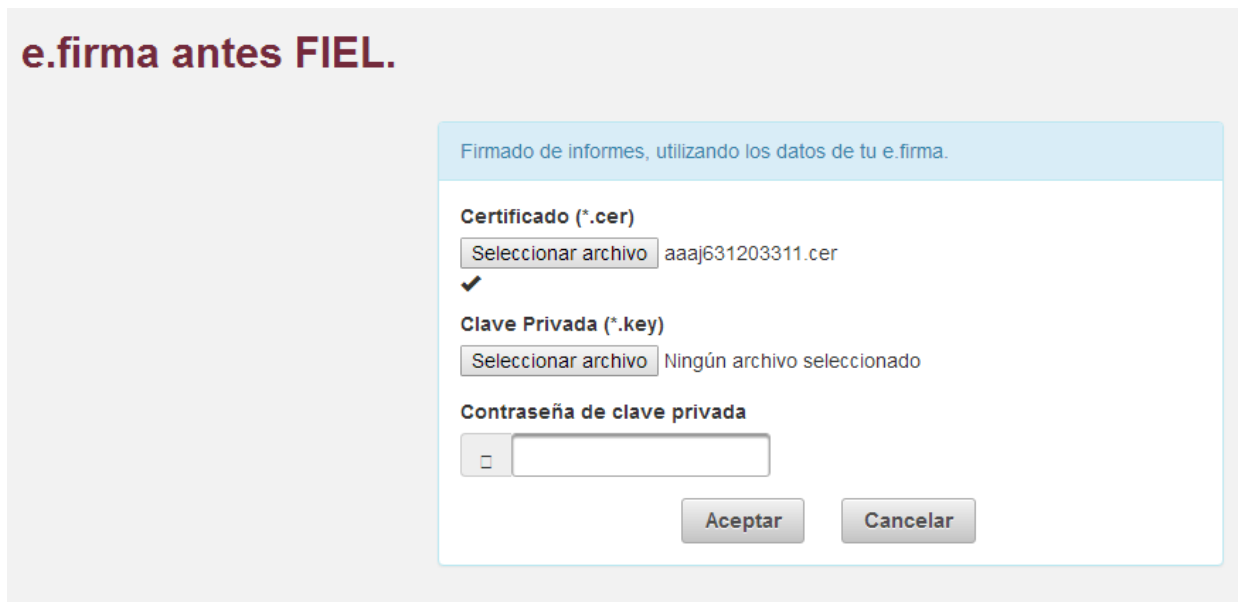 e.firma antes FIEL.
Firmado de informes, utilizando los datos de tu e.firma.
Certificado (*.cer)
Seleccionar archivo aaaj631203311.cer
Clave Privada (*.key)
Seleccionar archivo Ningún archivo seleccionado
Contraseña de clave privada
Aceptar Cancelar